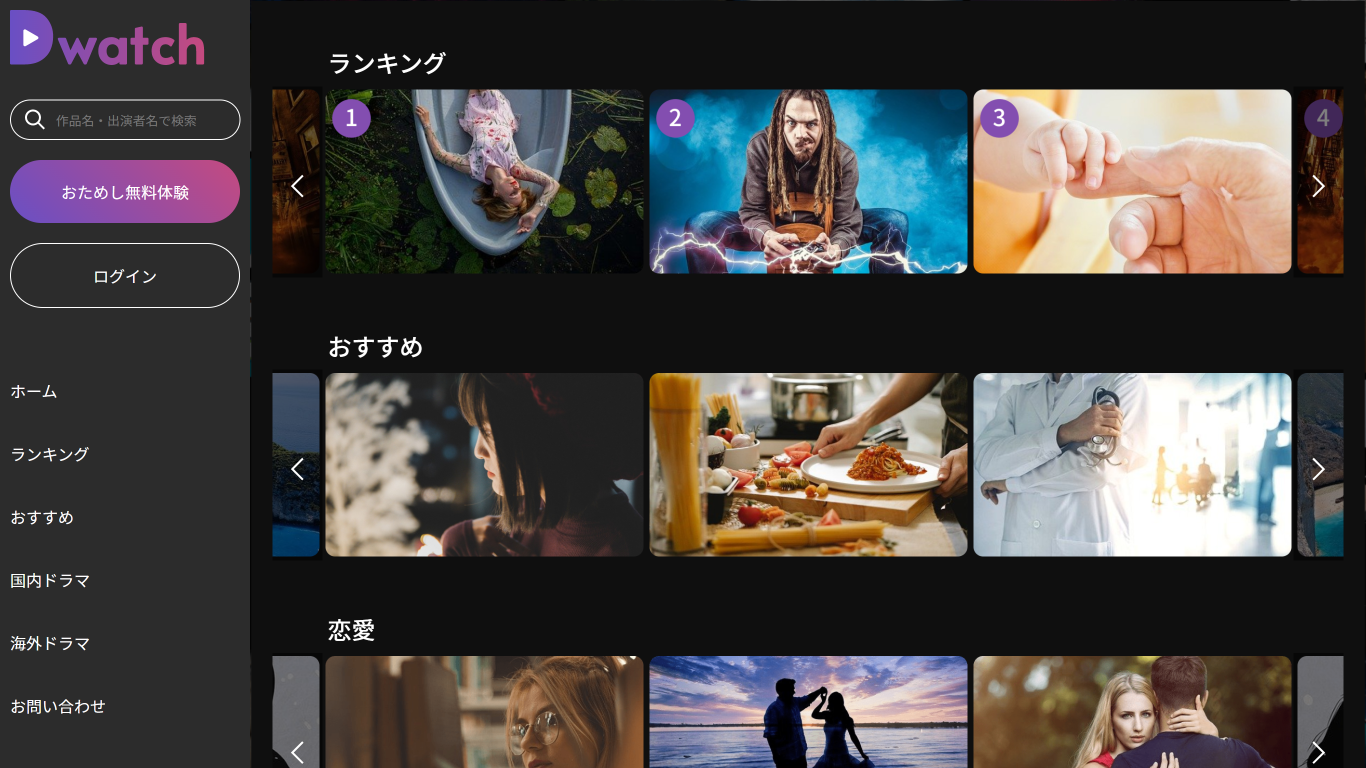 Dwatch
作品名・出演者名で検索
おためし無料体験
ログイン
ホーム
ランキング
おすすめ
国内ドラマ
海外ドラマ
お問い合わせ
ランキング
1
2
3
4
おすすめ
恋愛